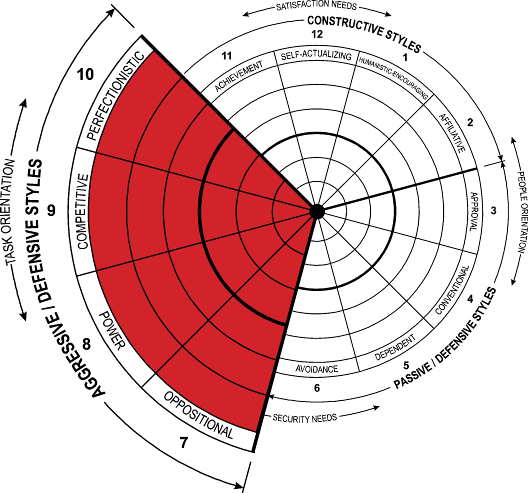 SATISFACTION NEEDS
CONSTRUCTIVE STYLES
12
11
1
10
SELF-ACTUALIZING
ACHIEVEMENT
HUMANISTIC-ENCOURAGING
PERFECTIONISTIC
2
AFFILIATIVE
TASK ORIENTATION
AGGRESSIVE / DEFENSIVE STYLES
9
COMPETITIVE
APPROVAL
3
PEOPLE ORIENTATION
CONVENTIONAL
4
8
POWER
DEPENDENT
5
PASSIVE / DEFENSIVE STYLES
AVOIDANCE
6
OPPOSITIONAL
7
SECURITY NEEDS